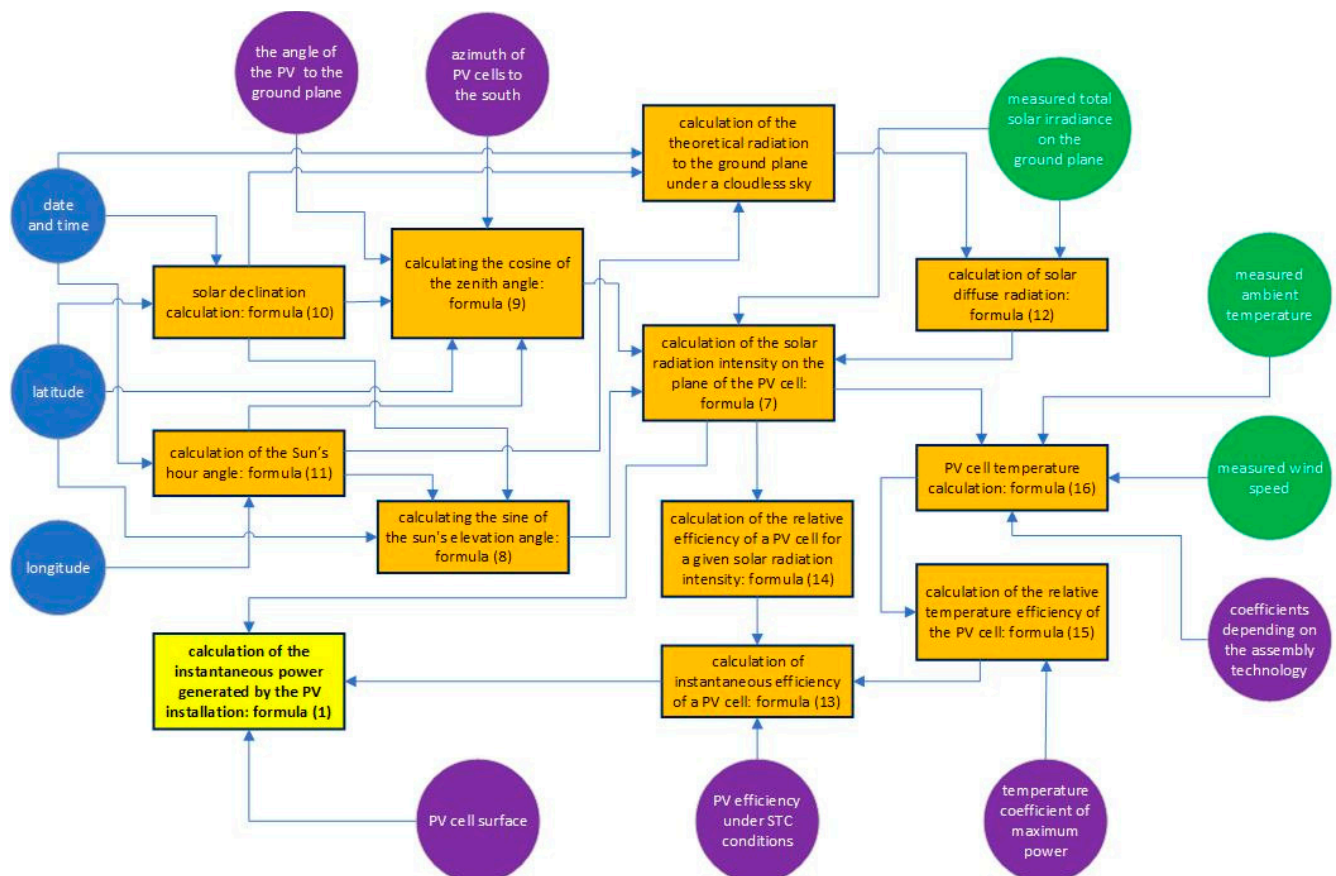 the angle of
the PV to the
ground plane
azimuth of
PV cells to
the south
measured total
solar irradiance
on the
ground plane
calculation of the
theoretical radiation
to the ground plane
under a cloudless sky
date
and time
solar declination
calculation: formula (10)
calculating the cosine of
the zenith angle:
formula (9)
calculation of solar
diffuse radiation:
formula (12)
measured
ambient
temperature
latitude
calculation of the solar
radiation intensity on the
plane of the PV cell:
formula (7)
calculation of the Sun's
hour angle: formula (11)
PV cell temperature
calculation: formula (16)
measured wind
speed
longitude
calculating the sine of
the sun's elevation angle:
formula (8)
calculation of the relative
efficiency of a PV cell for
a given solar radiation
intensity: formula (14)
calculation of the relative
temperature efficiency of
the PV cell: formula (15)
coefficients
depending on
the assembly
technology
calculation of the
instantaneous power
generated by the PV
installation: formula (1)
calculation of
instantaneous efficiency
of a PV cell: formula (13)
PV cell surface
PV efficiency
under STC
conditions
temperature
coefficient of
maximum
power